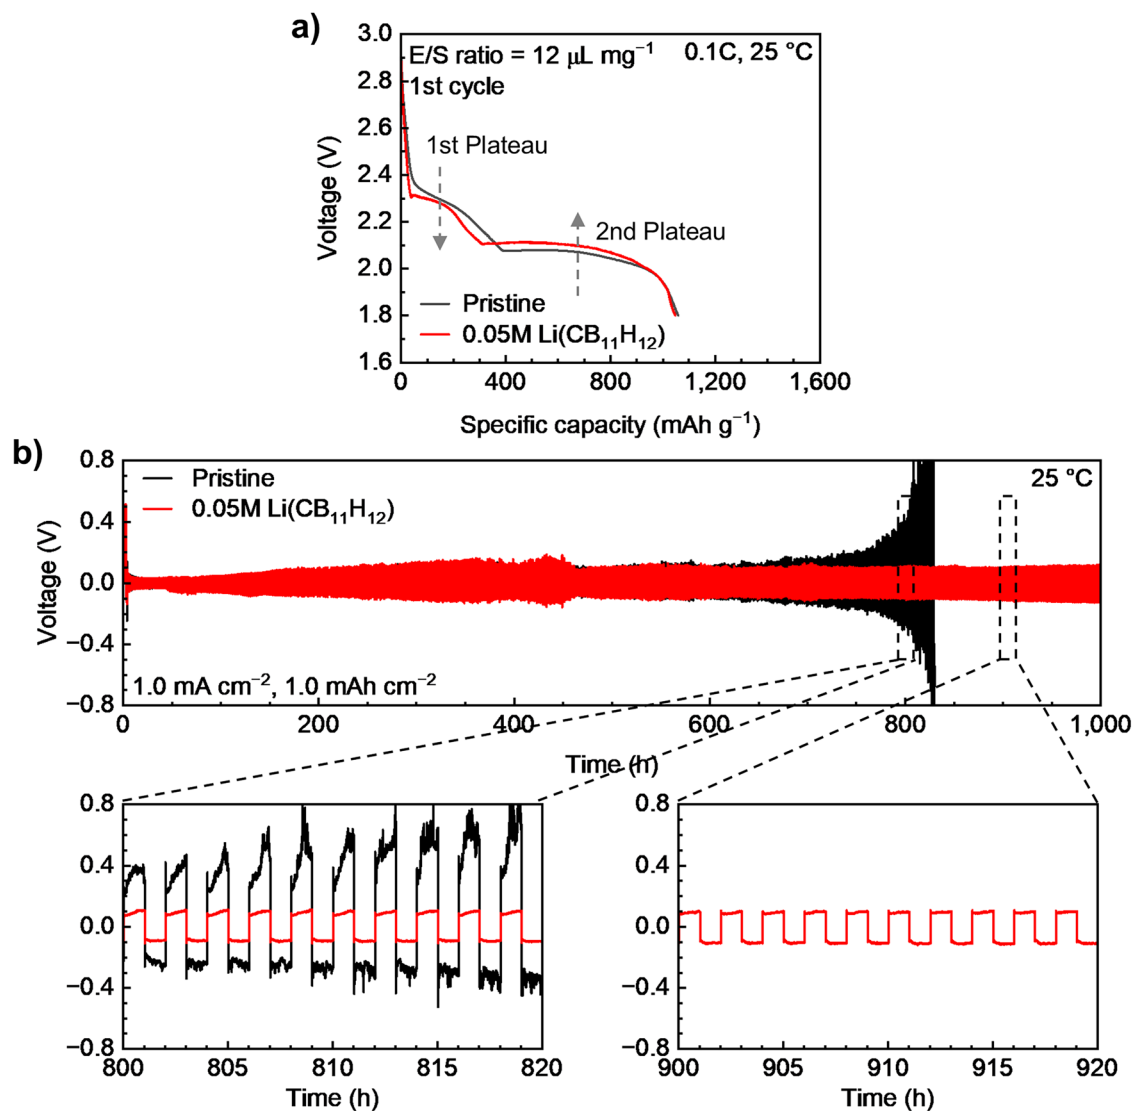 a)
3.0
E/S ratio = 12 μL mg⁻¹ 0.1C, 25 °C
1st cycle
2.8
2.6
1st Plateau
2.4
Voltage (V)
2.2
2nd Plateau
2.0
Pristine
1.8
0.05M Li(CB₁₁H₁₂)
1.6
0 400 800 1,200 1,600
Specific capacity (mAh g⁻¹)
b)
0.8
Pristine 25 °C
0.05M Li(CB₁₁H₁₂)
0.4
Voltage (V)
0.0
−0.4
1.0 mA cm⁻², 1.0 mAh cm⁻²
−0.8
0 200 400 600 800 1,000
Time (h)
0.8
0.4
0.0
−0.4
−0.8
800 805 810 815 820
Time (h)
0.8
0.4
0.0
−0.4
−0.8
900 905 910 915 920
Time (h)